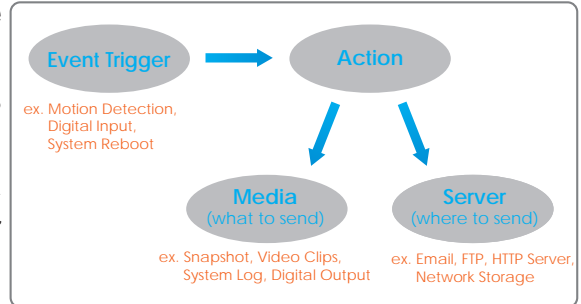 Event Trigger
Action
ex. Motion Detection,
Digital Input,
System Reboot
Media
(what to send)
Server
(where to send)
ex. Snapshot, Video Clips,
System Log, Digital Output
ex. Email, FTP, HTTP Server,
Network Storage